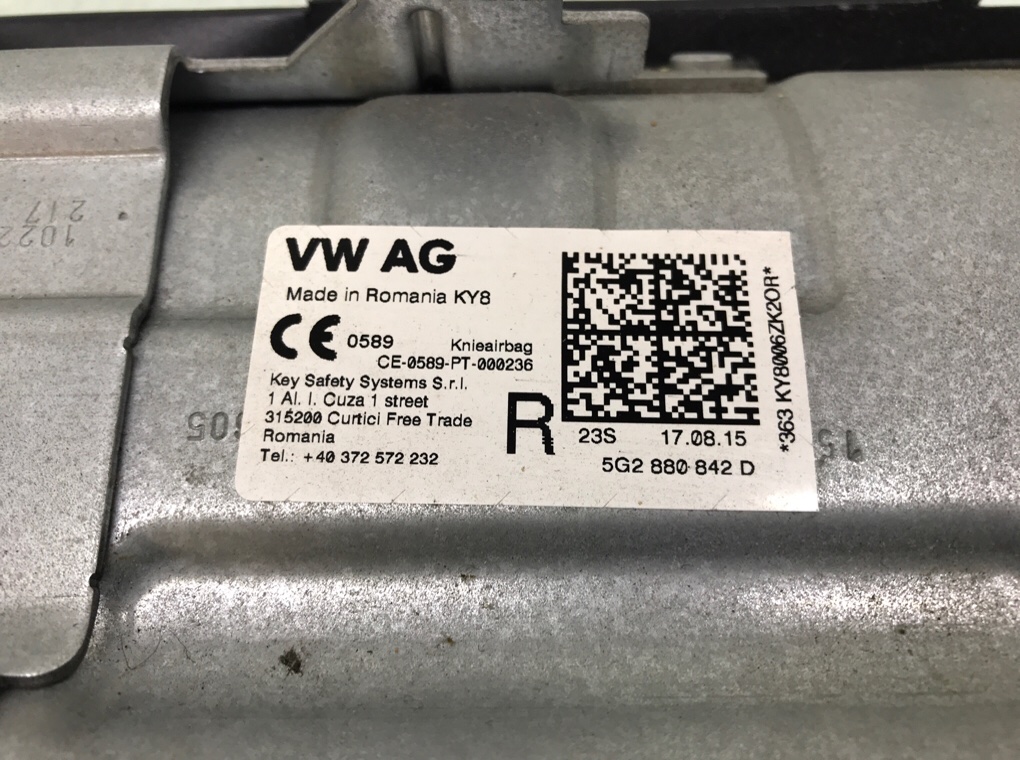 VW AG
Made in Romania KY8
CE 0589 Knieairbag
CE-0589-PT-000236
Key Safety Systems S.r.l.
1 Al. I. Cuza 1 street
315200 Curtici Free Trade
Romania
Tel.: +40 372 572 232
R
23S 17.08.15
5G2 880 842 D
*363 KY8006ZK2OR*
1022
217